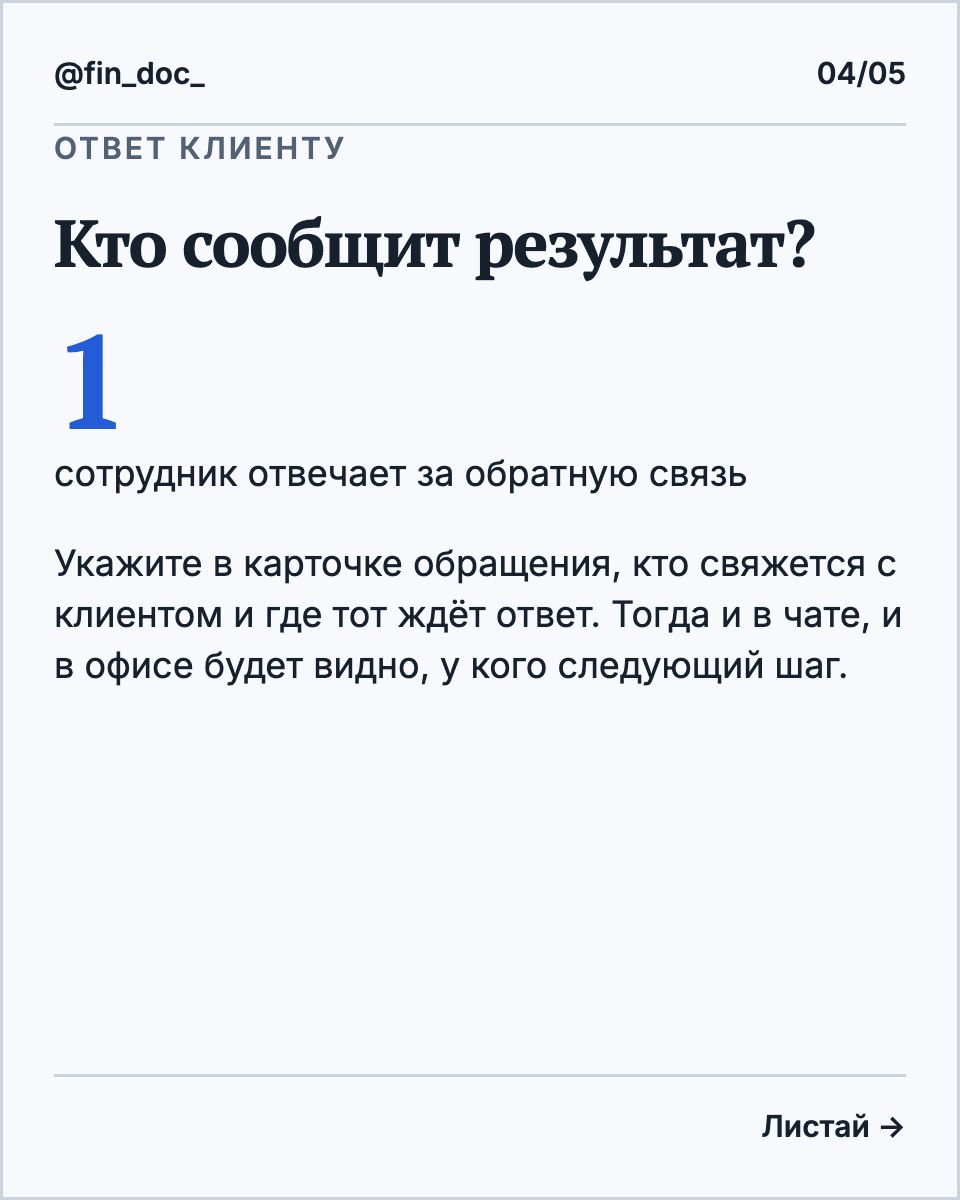 @fin_doc_
04/05
ОТВЕТ КЛИЕНТУ
Кто сообщит результат?
1
сотрудник отвечает за обратную связь
Укажите в карточке обращения, кто свяжется с
клиентом и где тот ждёт ответ. Тогда и в чате, и
в офисе будет видно, у кого следующий шаг.
Листай →